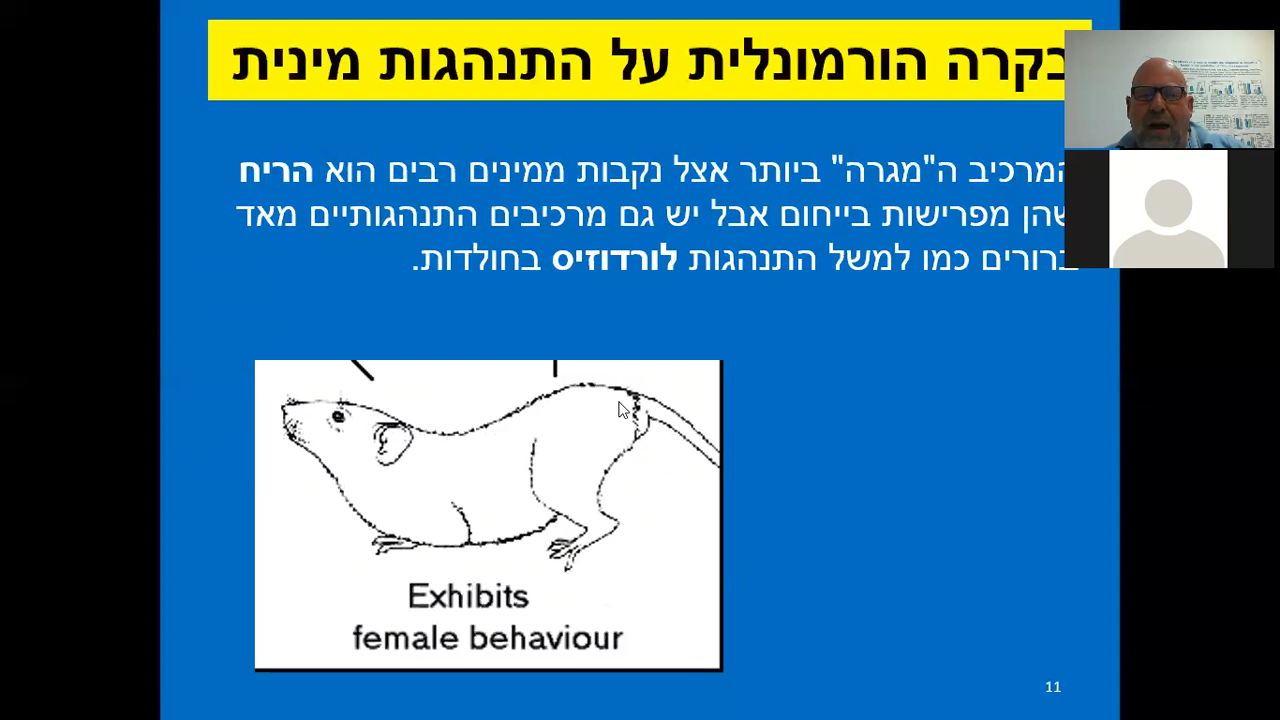 בקרה הורמונלית על התנהגות מינית
המרכיב ה"מגרה" ביותר אצל נקבות ממינים רבים הוא הריח
שהן מפרישות בייחום אבל יש גם מרכיבים התנהגותיים מאד
ברורים כמו למשל התנהגות לורדוזיס בחולדות.
Exhibits
female behaviour
11